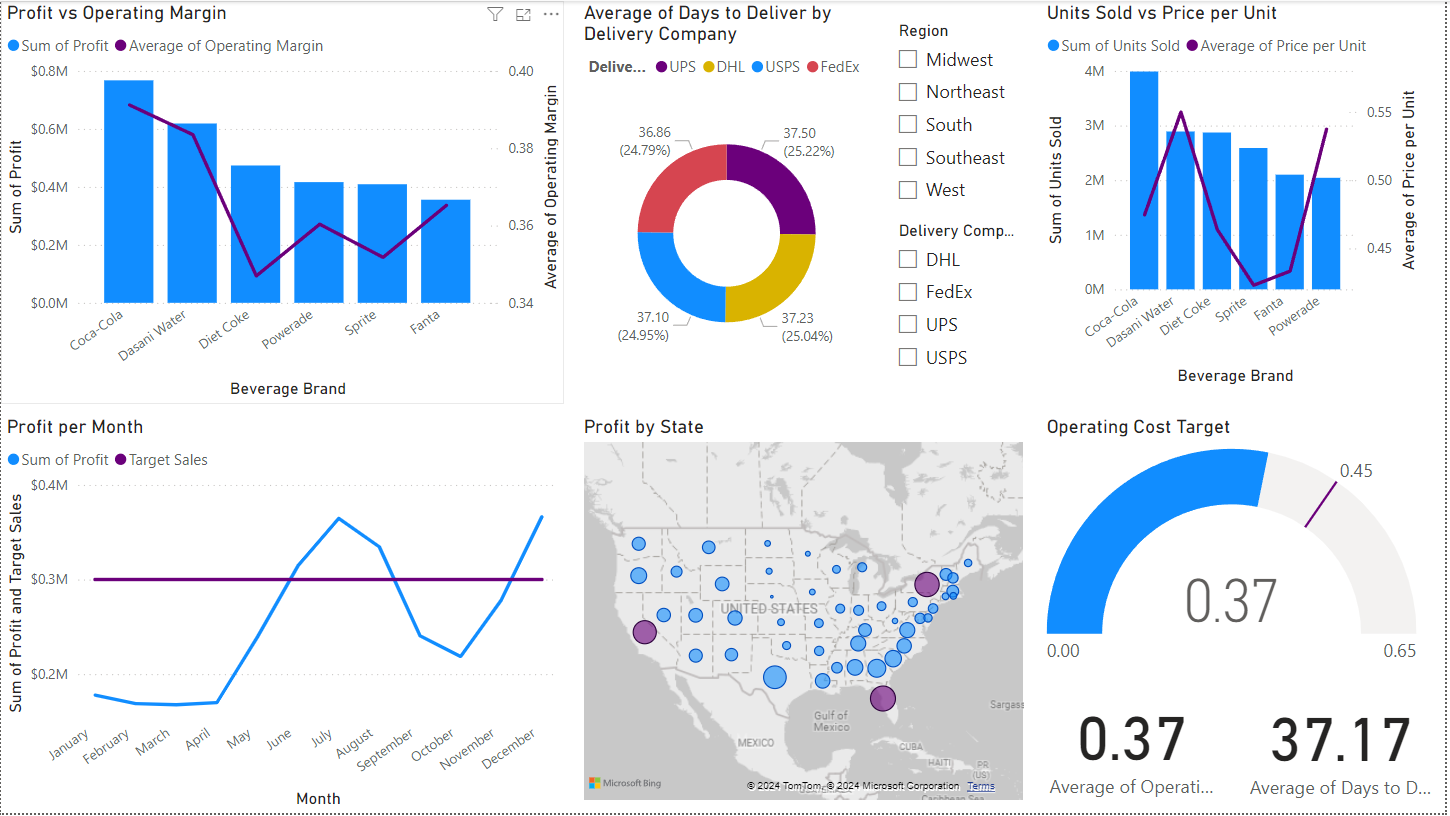 Profit vs Operating Margin
Sum of Profit Average of Operating Margin
$0.8M
$0.6M
$0.4M
$0.2M
$0.0M
Sum of Profit
0.40
0.38
0.36
0.34
Average of Operating Margin
Coca-Cola
Dasani Water
Diet Coke
Powerade
Sprite
Fanta
Beverage Brand
Average of Days to Deliver by
Delivery Company
Delive... UPS DHL USPS FedEx
36.86
(24.79%)
37.50
(25.22%)
37.10
(24.95%)
37.23
(25.04%)
Region
Midwest
Northeast
South
Southeast
West
Delivery Comp...
DHL
FedEx
UPS
USPS
Units Sold vs Price per Unit
Sum of Units Sold Average of Price per Unit
4M
3M
2M
1M
0M
Sum of Units Sold
0.55
0.50
0.45
Average of Price per Unit
Coca-Cola
Dasani Water
Diet Coke
Sprite
Fanta
Powerade
Beverage Brand
Profit per Month
Sum of Profit Target Sales
$0.4M
$0.3M
$0.2M
Sum of Profit and Target Sales
January
February
March
April
May
June
July
August
September
October
November
December
Month
Profit by State
UNITED STATES
Gulf of
Mexico
MEXICO
CUBA
HAITI
PR
(US)
Sargass
Caribbean Sea
Microsoft Bing
© 2024 TomTom, © 2024 Microsoft Corporation Terms
Operating Cost Target
0.45
0.37
0.00
0.65
0.37
Average of Operati...
37.17
Average of Days to D...